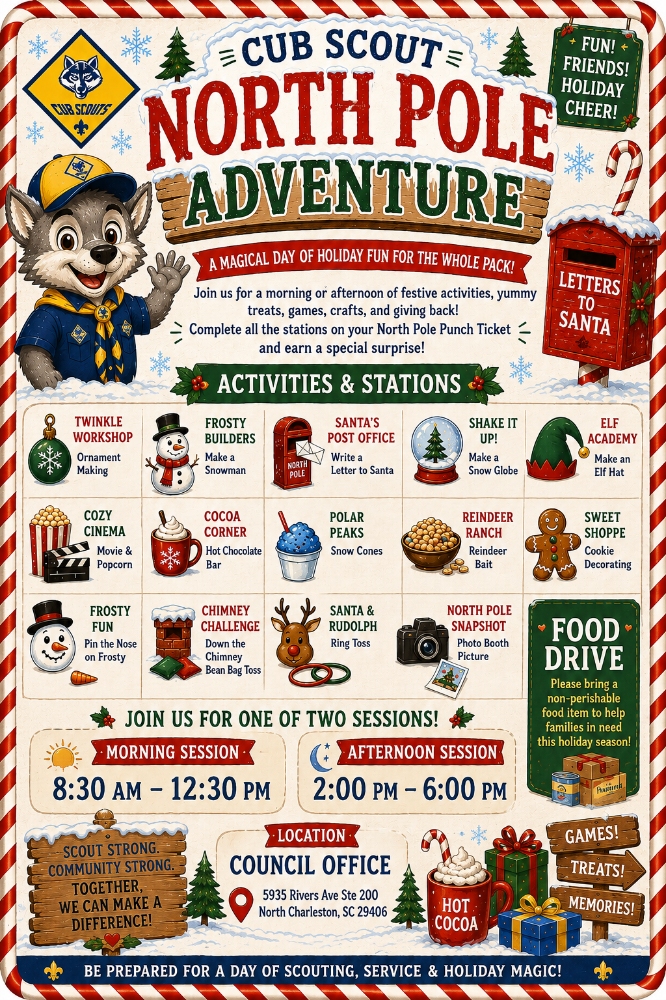 CUB SCOUTS
CUB SCOUT
NORTH POLE
ADVENTURE
FUN!
FRIENDS!
HOLIDAY
CHEER!
A MAGICAL DAY OF HOLIDAY FUN FOR THE WHOLE PACK!
Join us for a morning or afternoon of festive activities, yummy
treats, games, crafts, and giving back!
Complete all the stations on your North Pole Punch Ticket
and earn a special surprise!
LETTERS
TO
SANTA
ACTIVITIES & STATIONS
TWINKLE
WORKSHOP
Ornament
Making
FROSTY
BUILDERS
Make a
Snowman
NORTH
POLE
SANTA'S
POST OFFICE
Write a
Letter to Santa
SHAKE IT
UP!
Make a
Snow Globe
ELF
ACADEMY
Make an
Elf Hat
COZY
CINEMA
Movie &
Popcorn
COCOA
CORNER
Hot Chocolate
Bar
POLAR
PEAKS
Snow Cones
REINDEER
RANCH
Reindeer
Bait
SWEET
SHOPPE
Cookie
Decorating
FROSTY
FUN
Pin the Nose
on Frosty
CHIMNEY
CHALLENGE
Down the
Chimney
Bean Bag Toss
SANTA &
RUDOLPH
Ring Toss
NORTH POLE
SNAPSHOT
Photo Booth
Picture
FOOD
DRIVE
Please bring a
non-perishable
food item to help
families in need
this holiday season!
JOIN US FOR ONE OF TWO SESSIONS!
MORNING SESSION
8:30 AM – 12:30 PM
AFTERNOON SESSION
2:00 PM – 6:00 PM
SCOUT STRONG.
COMMUNITY STRONG.
TOGETHER,
WE CAN MAKE A
DIFFERENCE!
LOCATION
COUNCIL OFFICE
5935 Rivers Ave Ste 200
North Charleston, SC 29406
HOT
COCOA
GAMES!
TREATS!
MEMORIES!
BE PREPARED FOR A DAY OF SCOUTING, SERVICE & HOLIDAY MAGIC!